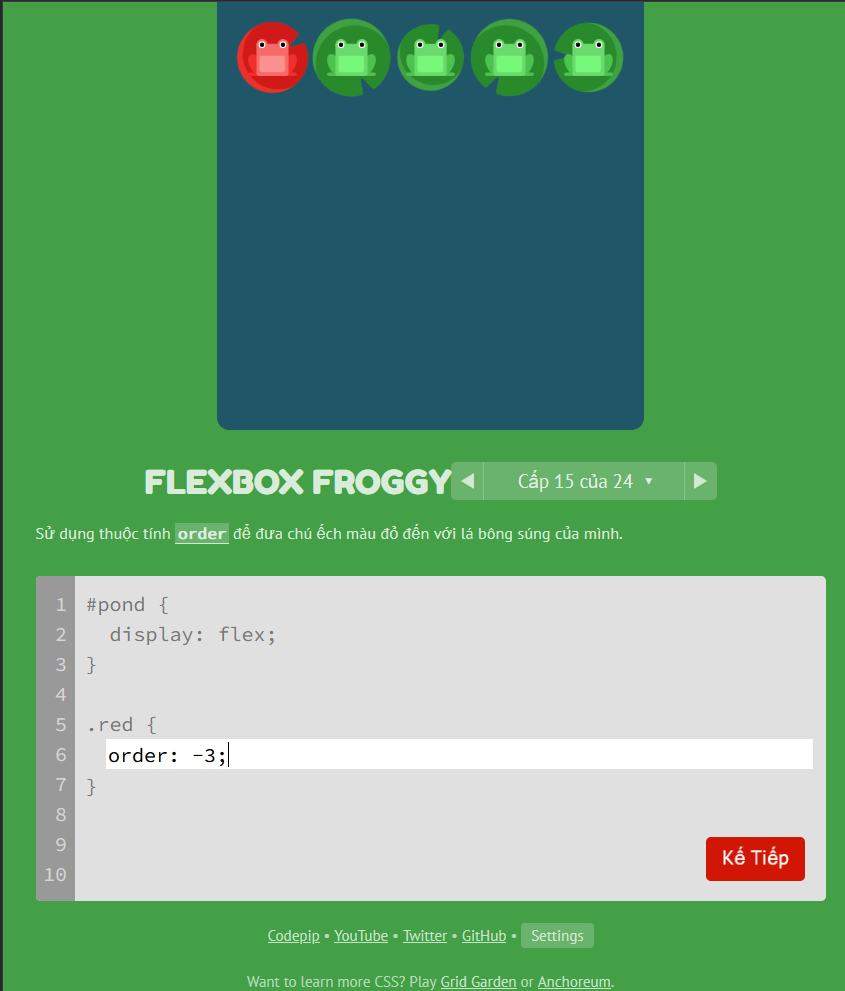 FLEXBOX FROGGY
◀ Cấp 15 của 24 ▼ ▶
Sử dụng thuộc tính order để đưa chú ếch màu đỏ đến với lá bông súng của mình.
1 #pond {
2 display: flex;
3 }
4
5 .red {
6 order: -3;
7 }
8
9
10
Kế Tiếp
Codepip • YouTube • Twitter • GitHub • Settings
Want to learn more CSS? Play Grid Garden or Anchoreum.